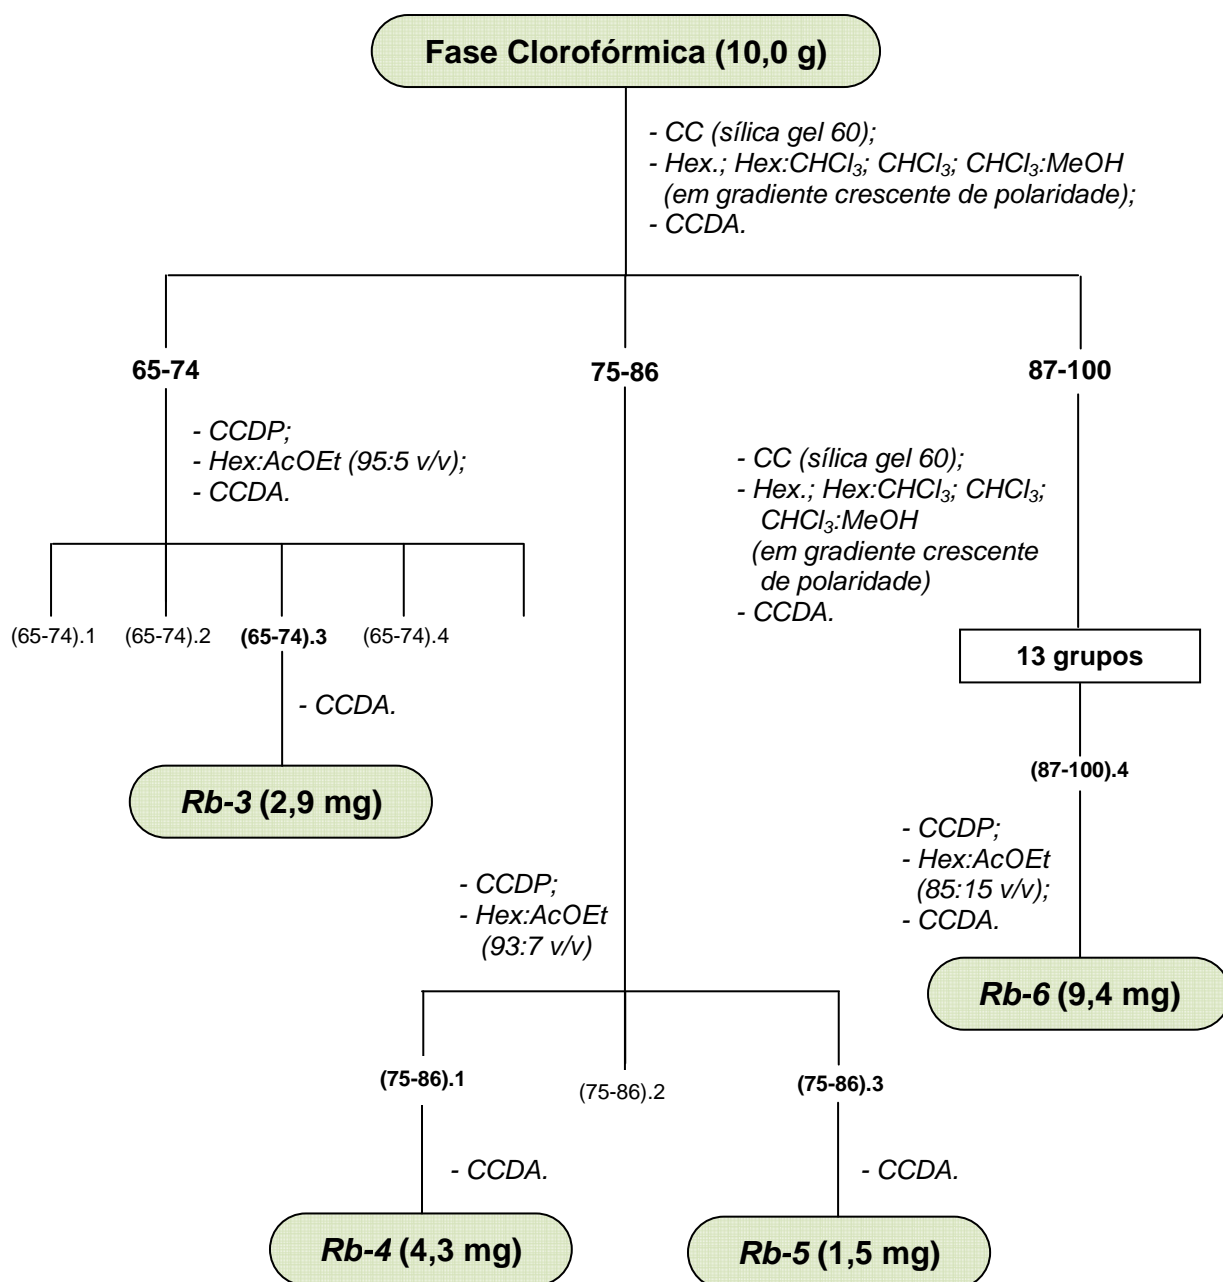 Fase Clorofórmica (10,0 g)
- CC (sílica gel 60);
- Hex.; Hex:CHCl₃; CHCl₃; CHCl₃:MeOH
(em gradiente crescente de polaridade);
- CCDA.
65-74
75-86
87-100
- CCDP;
- Hex:AcOEt (95:5 v/v);
- CCDA.
- CC (sílica gel 60);
- Hex.; Hex:CHCl₃; CHCl₃;
CHCl₃:MeOH
(em gradiente crescente
de polaridade)
- CCDA.
(65-74).1
(65-74).2
(65-74).3
(65-74).4
13 grupos
- CCDA.
Rb-3 (2,9 mg)
(87-100).4
- CCDP;
- Hex:AcOEt
(85:15 v/v);
- CCDA.
- CCDP;
- Hex:AcOEt
(93:7 v/v)
Rb-6 (9,4 mg)
(75-86).1
(75-86).2
(75-86).3
- CCDA.
- CCDA.
Rb-4 (4,3 mg)
Rb-5 (1,5 mg)